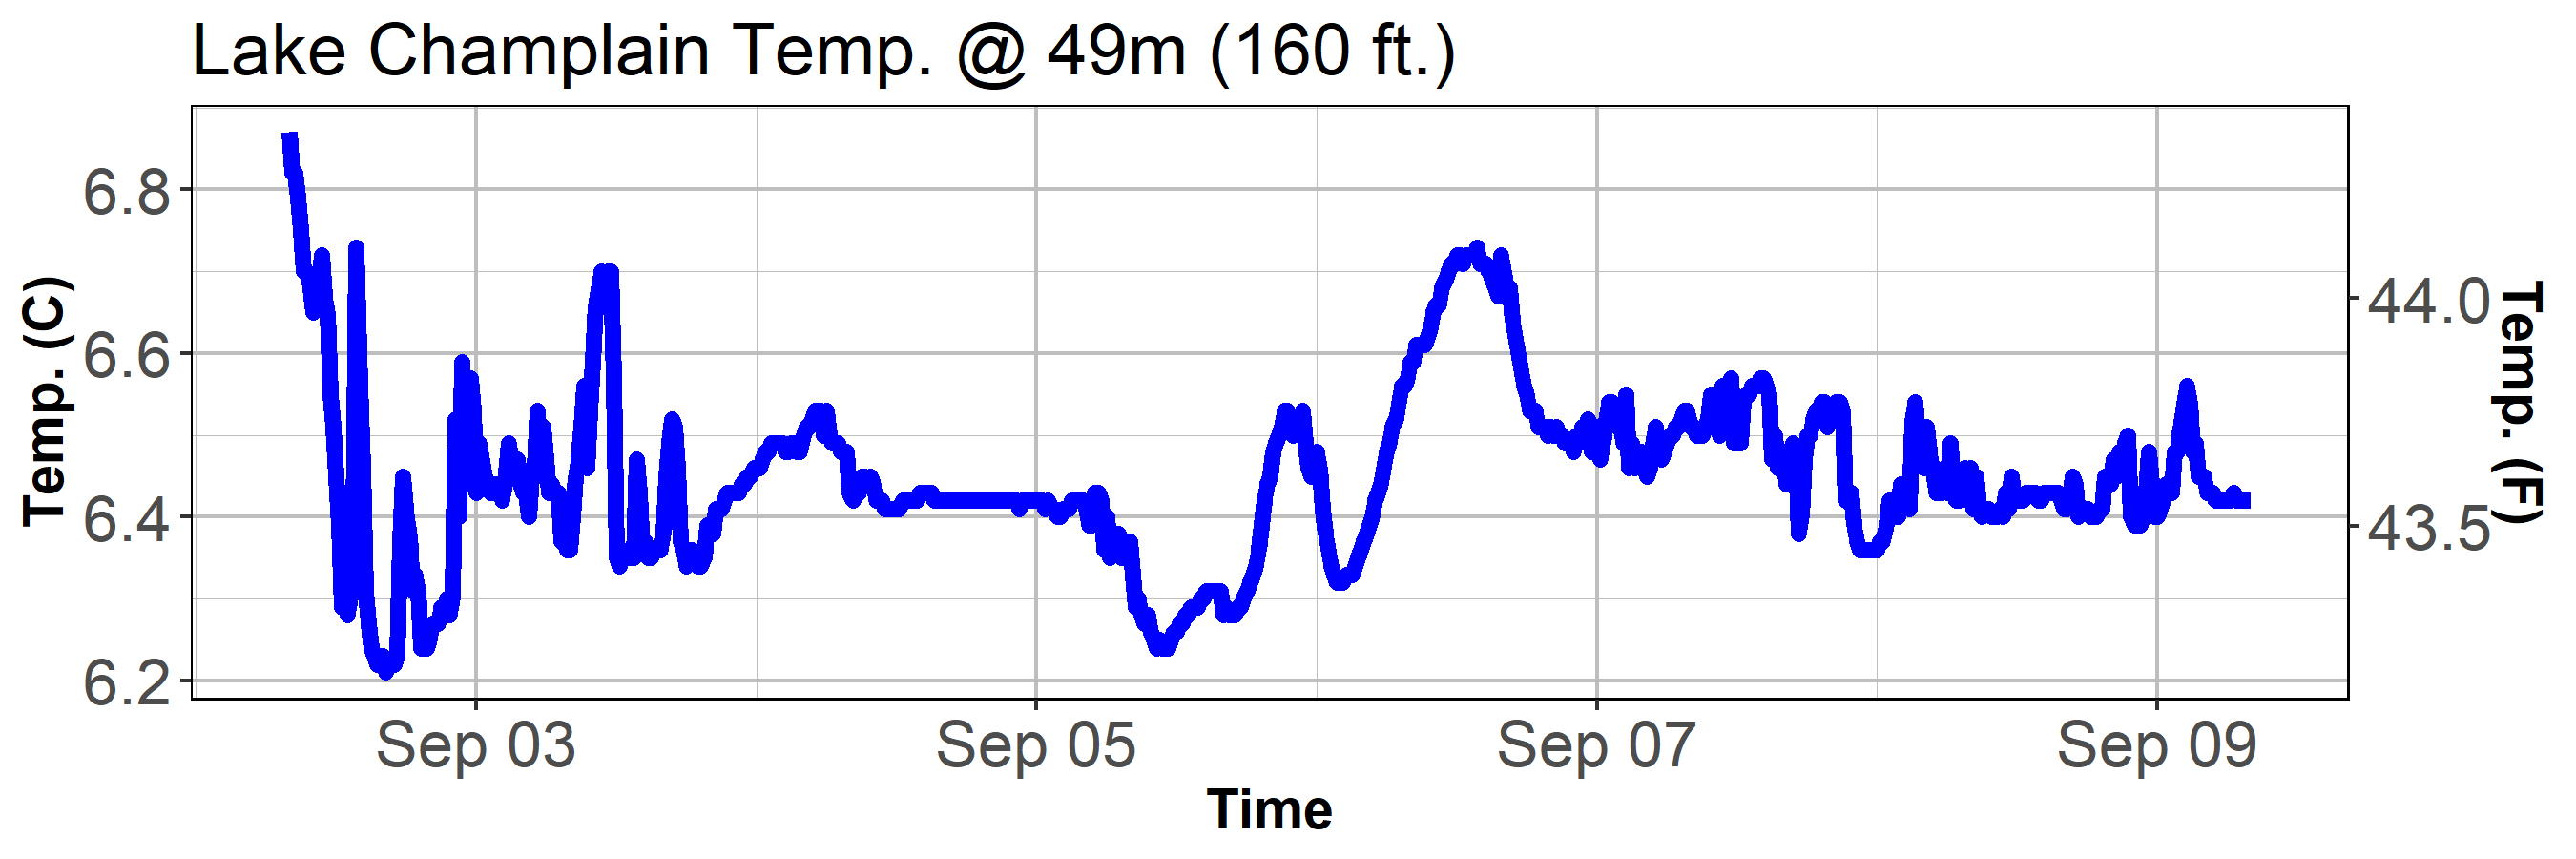 Lake Champlain Temp. @ 49m (160 ft.)
Temp. (C)
6.8
6.6
6.4
6.2
44.0
43.5
Temp. (F)
Sep 03
Sep 05
Sep 07
Sep 09
Time